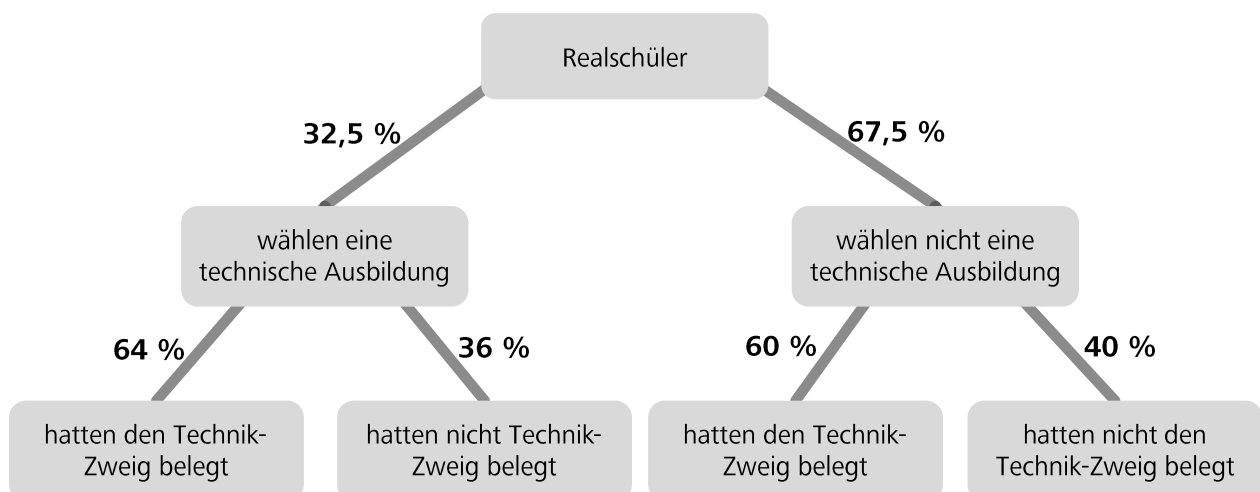 Realschüler
32,5 %
67,5 %
wählen eine
technische Ausbildung
wählen nicht eine
technische Ausbildung
64 %
36 %
60 %
40 %
hatten den Technik-
Zweig belegt
hatten nicht Technik-
Zweig belegt
hatten den Technik-
Zweig belegt
hatten nicht den
Technik-Zweig belegt